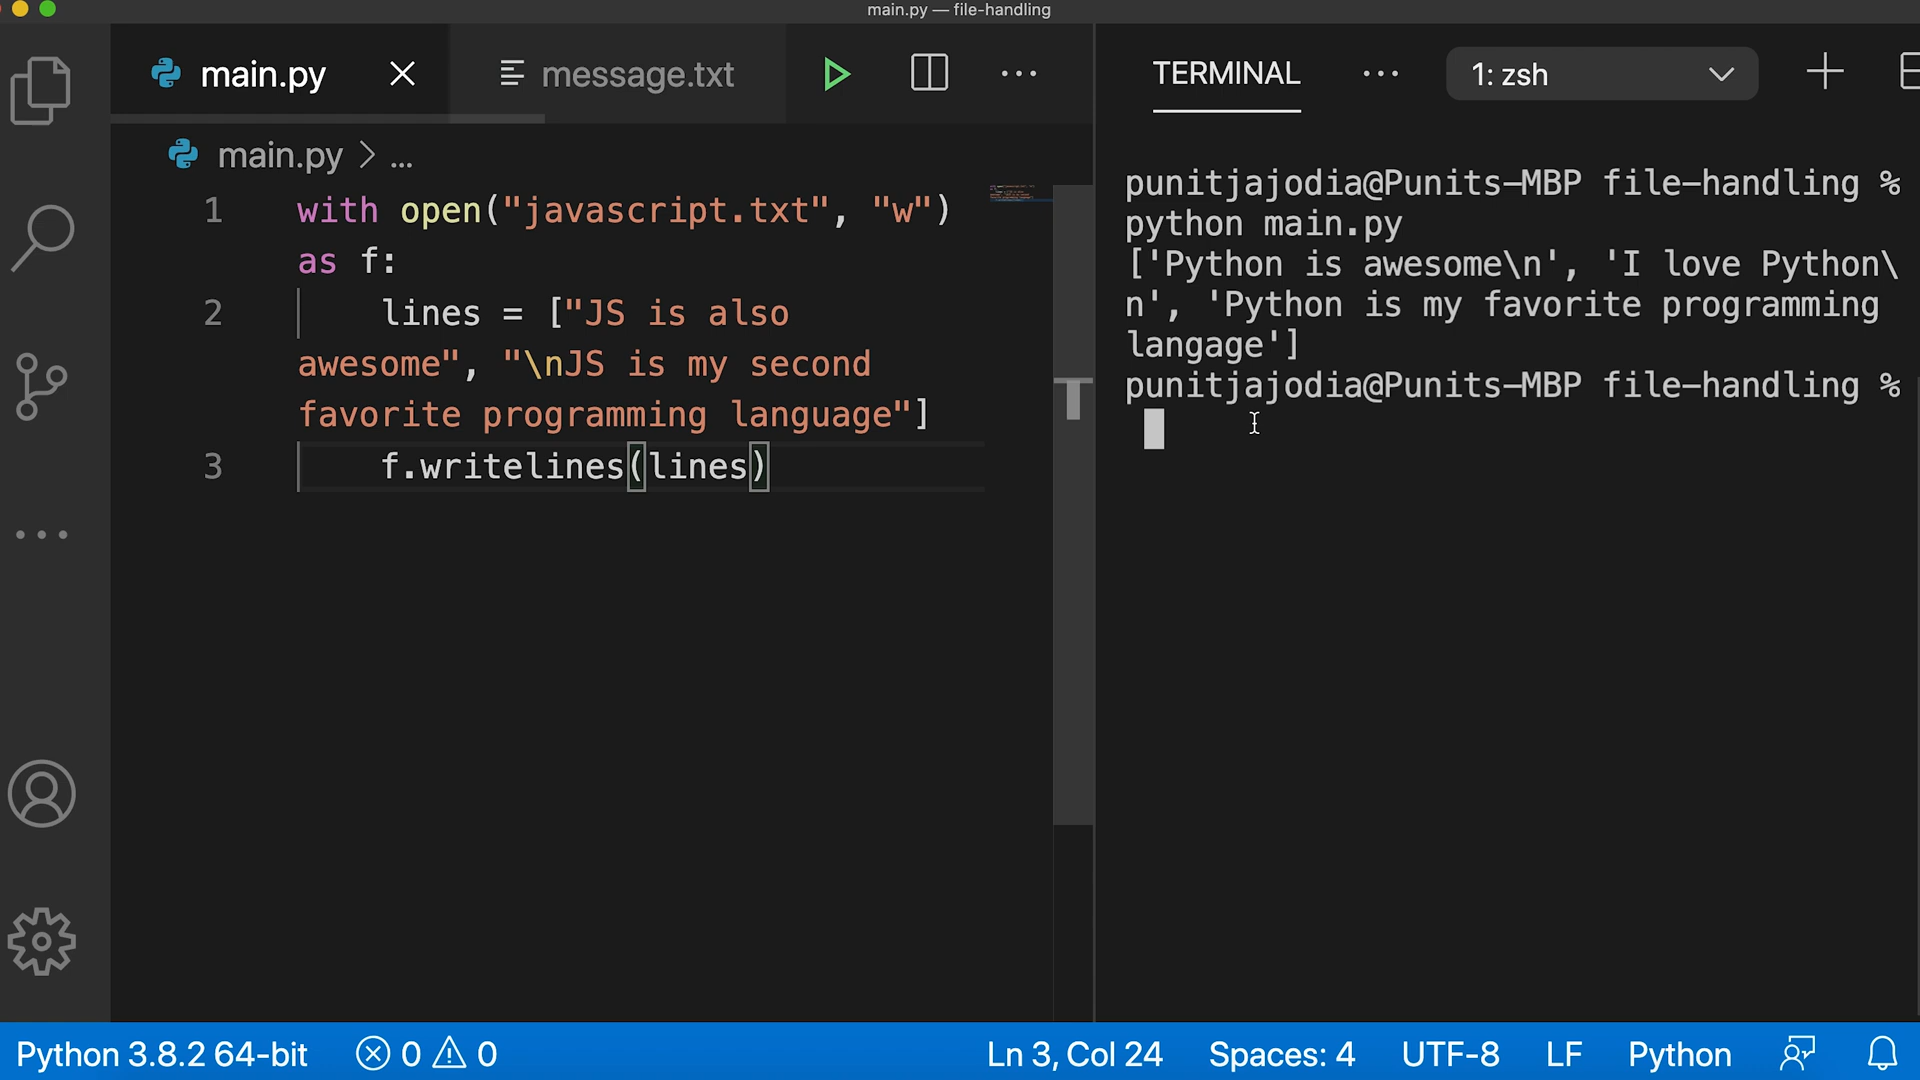 main.py — file-handling
main.py
message.txt
TERMINAL
1: zsh
main.py > ...
1 with open("javascript.txt", "w")
as f:
2 lines = ["JS is also
awesome", "\nJS is my second
favorite programming language"]
3 f.writelines(lines)
punitjajodia@Punits-MBP file-handling %
python main.py
['Python is awesome\n', 'I love Python\
n', 'Python is my favorite programming
langage']
punitjajodia@Punits-MBP file-handling %
Python 3.8.2 64-bit
0
0
Ln 3, Col 24
Spaces: 4
UTF-8
LF
Python